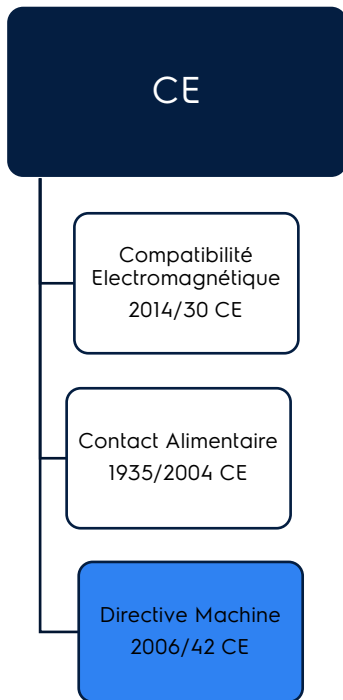 CE
Compatibilité
Electromagnétique
2014/30 CE
Contact Alimentaire
1935/2004 CE
Directive Machine
2006/42 CE